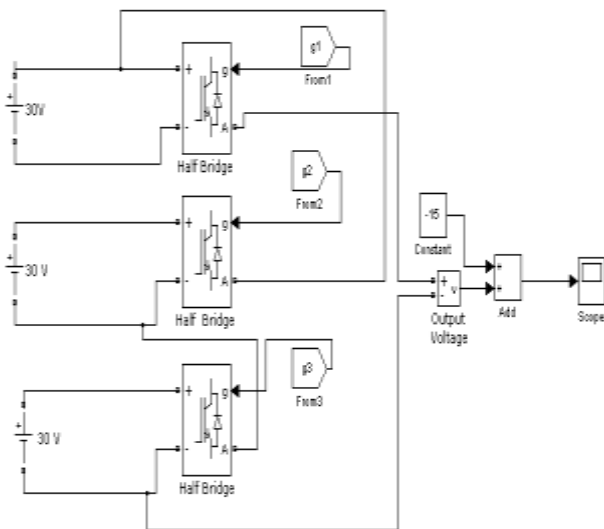 g1
From1
+
g
+
30V
-
A
Half Bridge
g2
From2
+
g
+
30 V
-
A
Half Bridge
-15
Constant
+
+
+
-
v
Output
Voltage
Add
Scope
g3
From3
+
g
+
30 V
-
A
Half Bridge